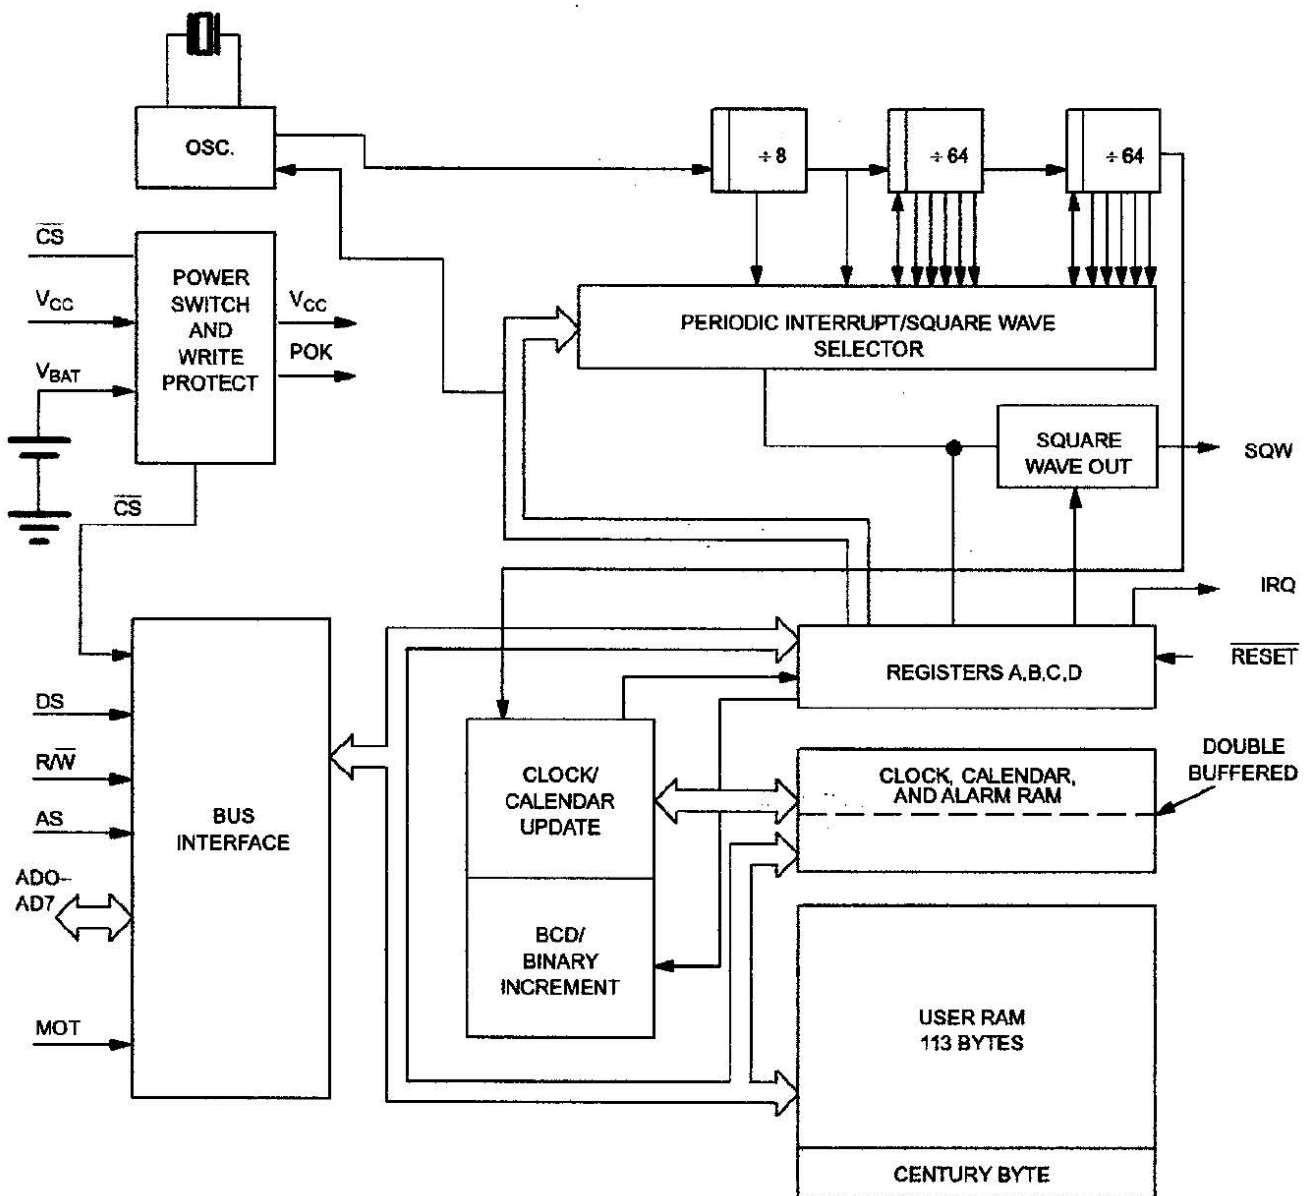 OSC.
÷ 8
÷ 64
÷ 64
CS
POWER
SWITCH
AND
WRITE
PROTECT
VCC
VCC
POK
VBAT
CS
PERIODIC INTERRUPT/SQUARE WAVE
SELECTOR
SQUARE
WAVE OUT
SQW
IRQ
RESET
REGISTERS A,B,C,D
DS
R/W
AS
ADO–
AD7
MOT
BUS
INTERFACE
CLOCK/
CALENDAR
UPDATE
BCD/
BINARY
INCREMENT
CLOCK, CALENDAR,
AND ALARM RAM
DOUBLE
BUFFERED
USER RAM
113 BYTES
CENTURY BYTE